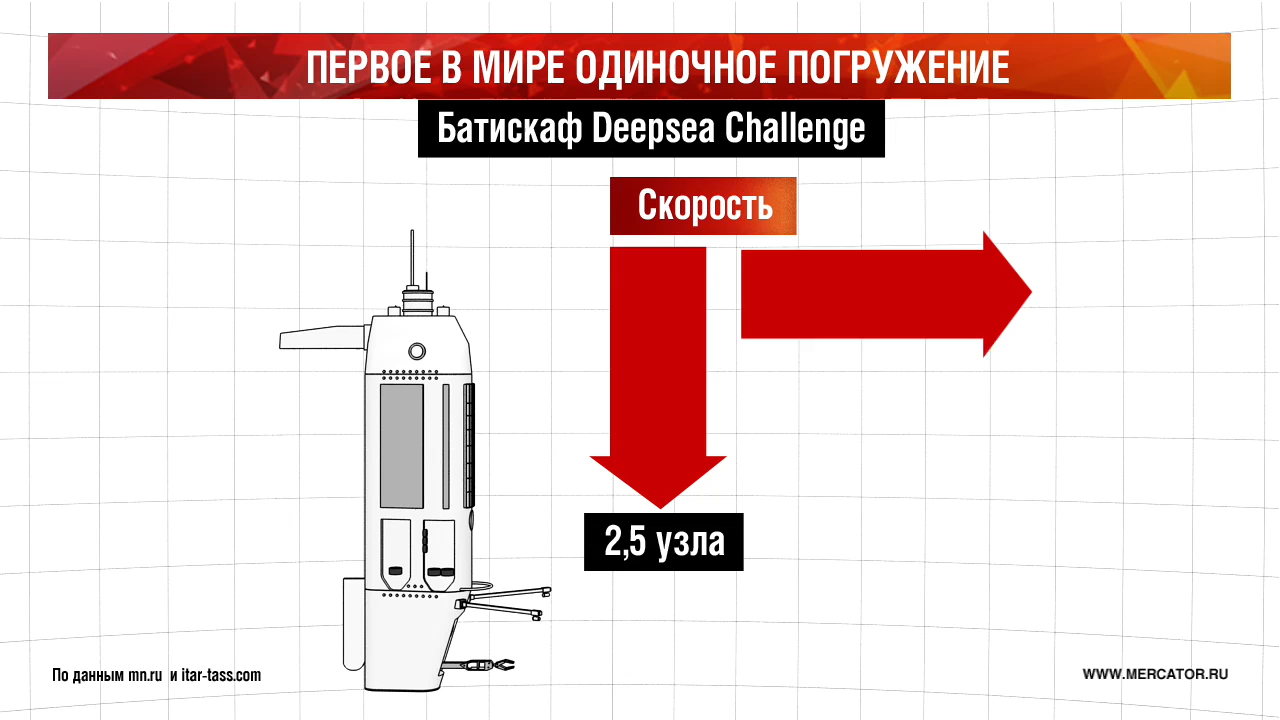 ПЕРВОЕ В МИРЕ ОДИНОЧНОЕ ПОГРУЖЕНИЕ
Батискаф Deepsea Challenge
Скорость
2,5 узла
По данным mn.ru и itar-tass.com
WWW.MERCATOR.RU